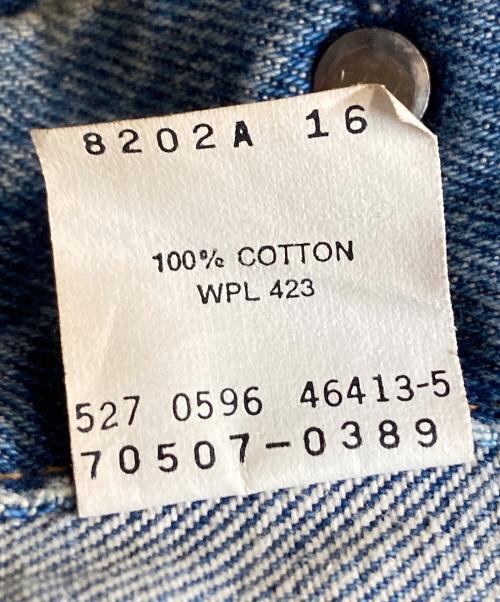 8202A 16
100% COTTON
WPL 423
527 0596 46413-5
70507-0389